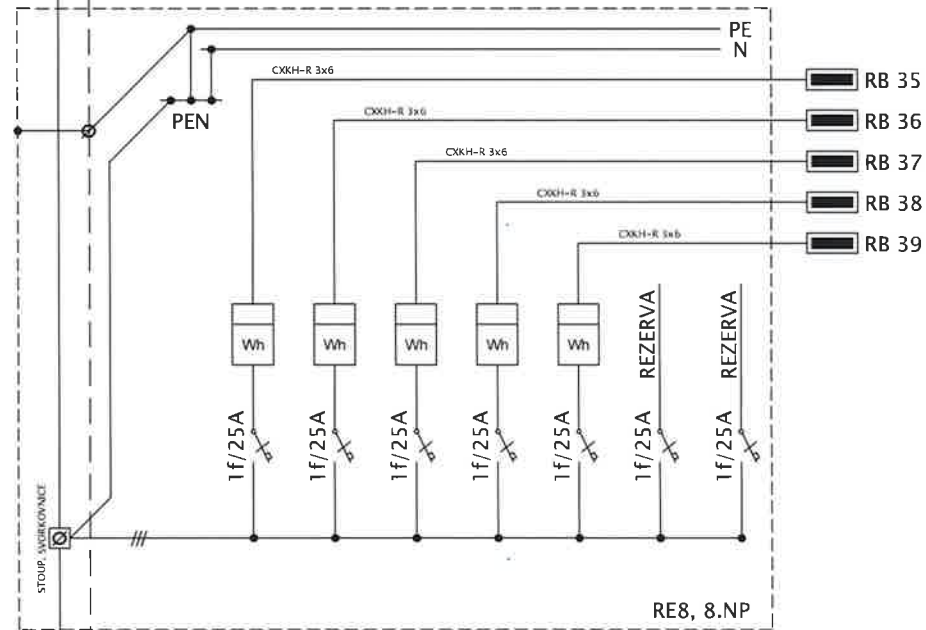 PE
N
CXKH-R 3x6
RB 35
PEN
CXKH-R 3x6
RB 36
CXKH-R 3x6
RB 37
CXKH-R 3x6
RB 38
CXKH-R 3x6
RB 39
Wh
Wh
Wh
Wh
Wh
REZERVA
REZERVA
1f/25A
1f/25A
1f/25A
1f/25A
1f/25A
1f/25A
1f/25A
STOUP. SVORKOVNICE
RE8, 8.NP